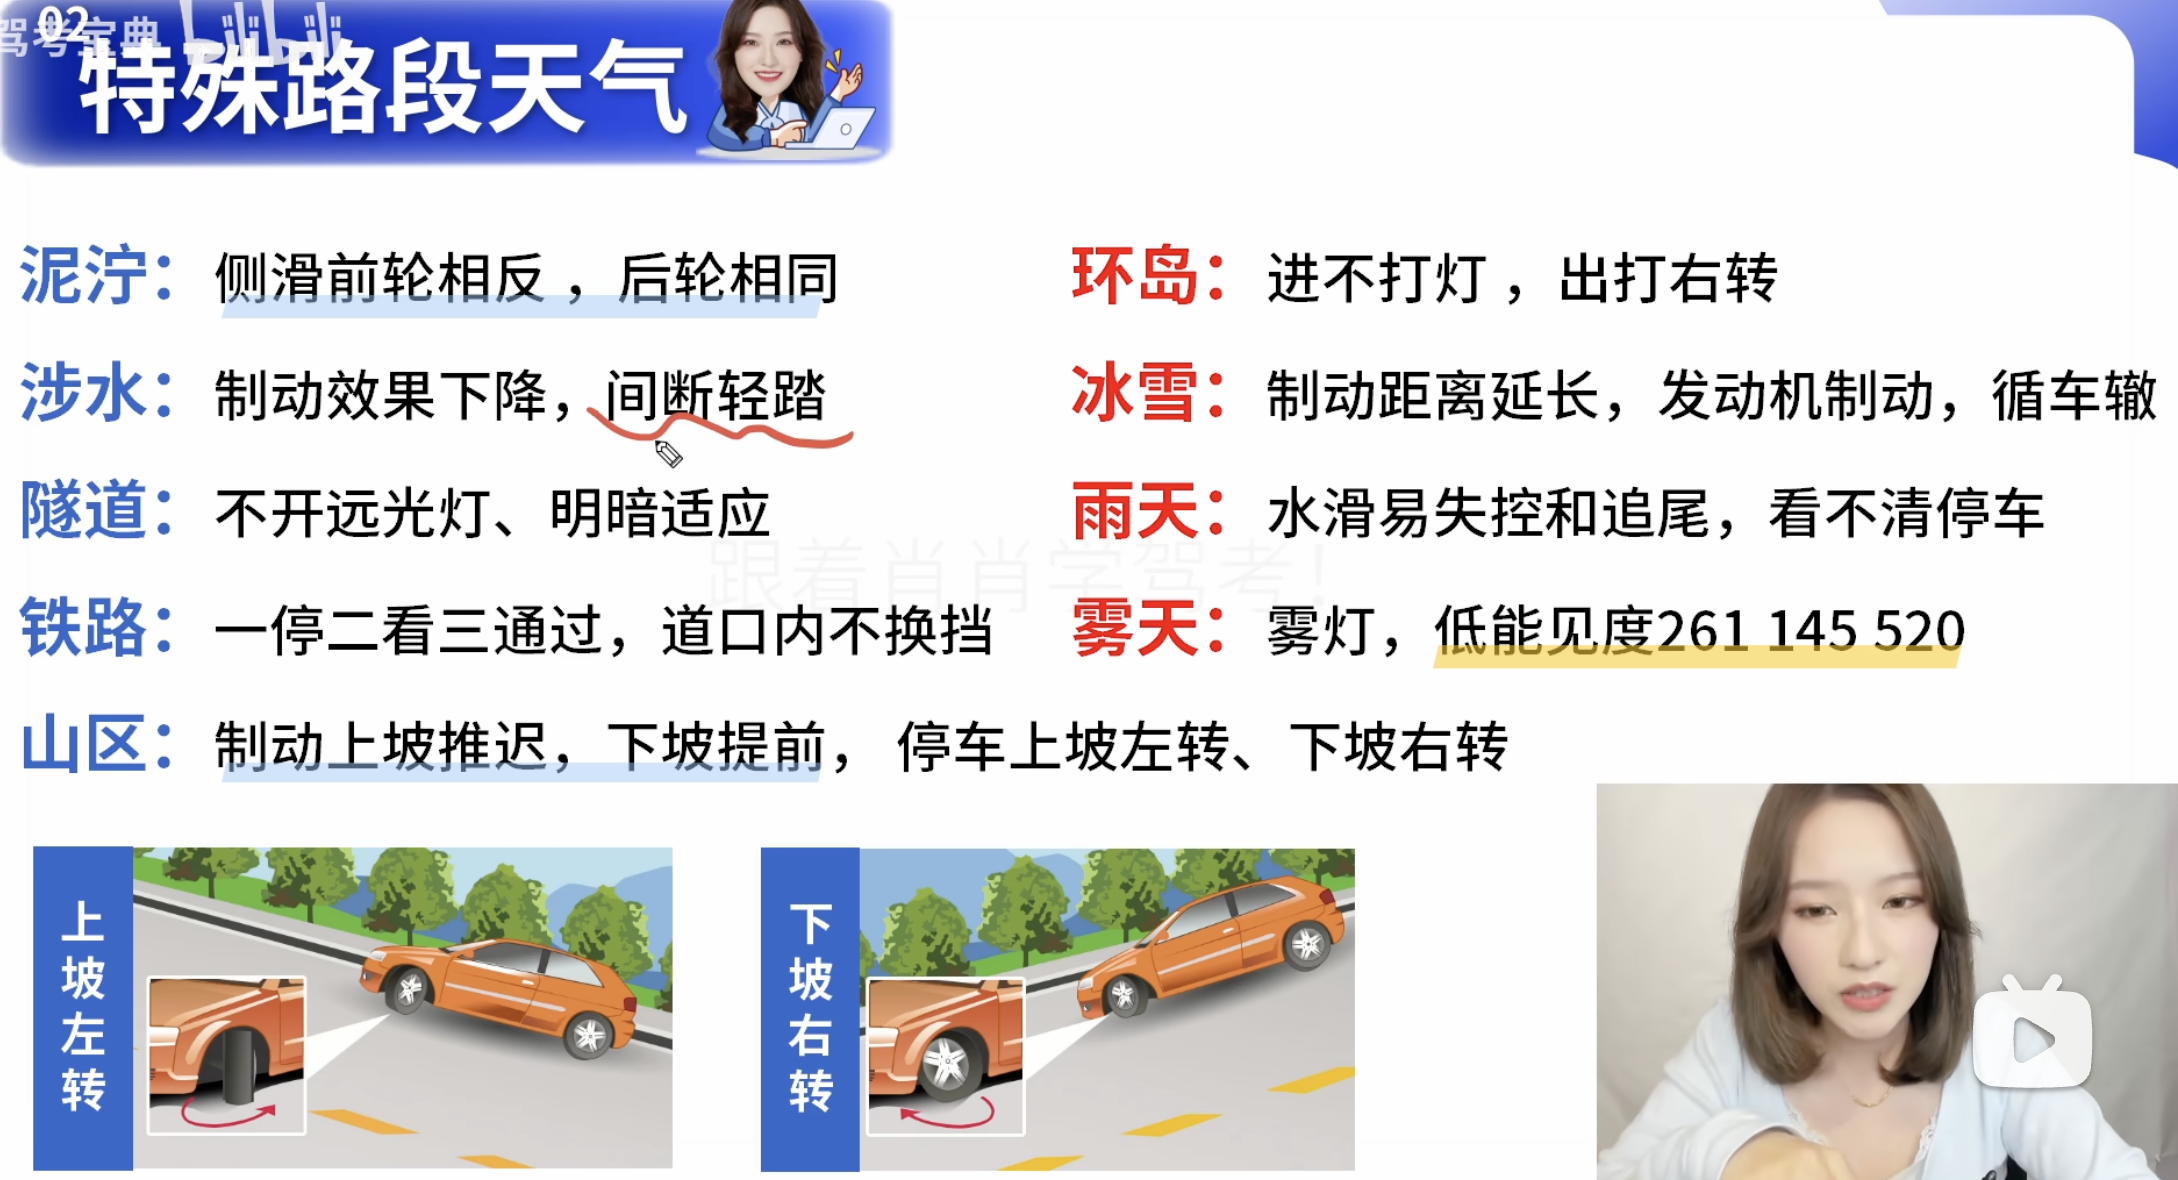 02
驾考宝典
bilibili
特殊路段天气
泥泞：侧滑前轮相反，后轮相同
涉水：制动效果下降，间断轻踏
隧道：不开远光灯、明暗适应
铁路：一停二看三通过，道口内不换挡
山区：制动上坡推迟，下坡提前，停车上坡左转、下坡右转
环岛：进不打灯，出打右转
冰雪：制动距离延长，发动机制动，循车辙
雨天：水滑易失控和追尾，看不清停车
雾天：雾灯，低能见度261 145 520
跟着肖肖学驾考！
上坡左转
下坡右转